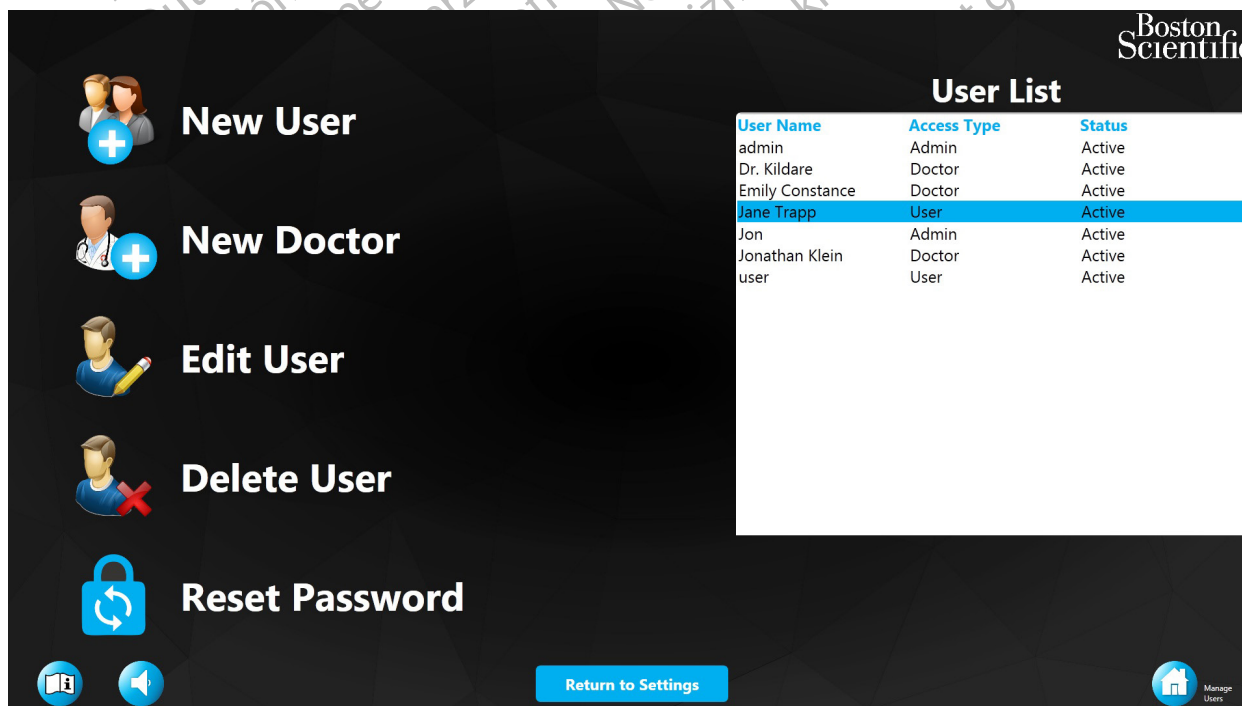 Boston
Scientific
New User
New Doctor
Edit User
Delete User
Reset Password
User List
User Name Access Type Status
admin Admin Active
Dr. Kildare Doctor Active
Emily Constance Doctor Active
Jane Trapp User Active
Jon Admin Active
Jonathan Klein Doctor Active
user User Active
Return to Settings
Manage
Users